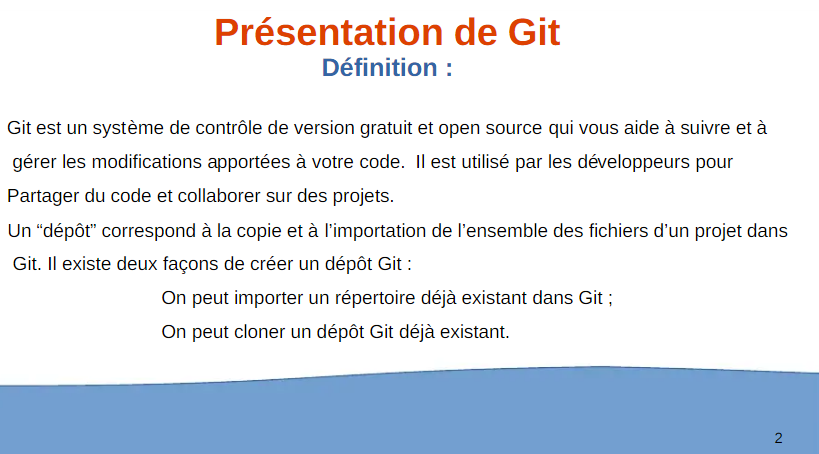 Présentation de Git
Définition :
Git est un système de contrôle de version gratuit et open source qui vous aide à suivre et à
gérer les modifications apportées à votre code. Il est utilisé par les développeurs pour
Partager du code et collaborer sur des projets.
Un “dépôt” correspond à la copie et à l’importation de l’ensemble des fichiers d’un projet dans
Git. Il existe deux façons de créer un dépôt Git :
On peut importer un répertoire déjà existant dans Git ;
On peut cloner un dépôt Git déjà existant.
2